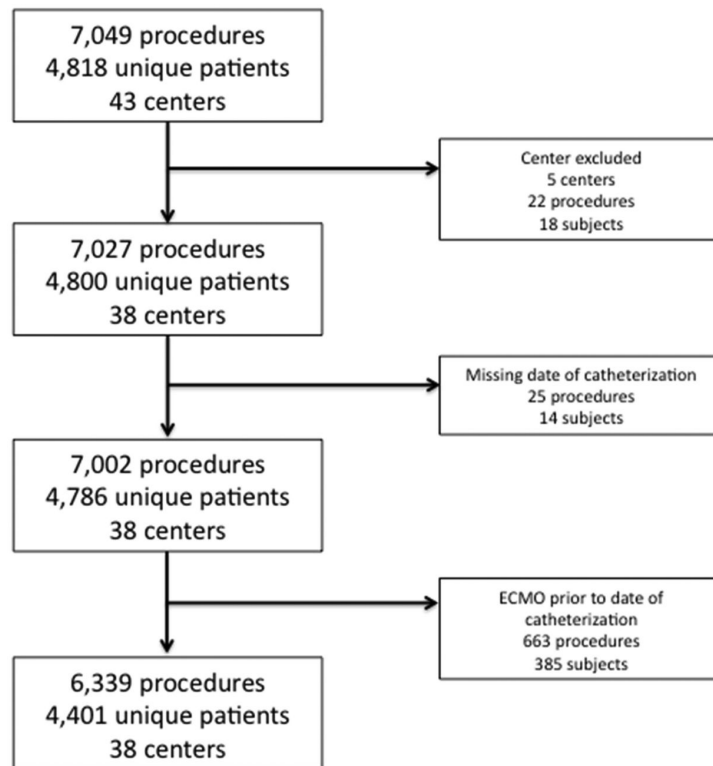 7,049 procedures
4,818 unique patients
43 centers
Center excluded
5 centers
22 procedures
18 subjects
7,027 procedures
4,800 unique patients
38 centers
Missing date of catheterization
25 procedures
14 subjects
7,002 procedures
4,786 unique patients
38 centers
ECMO prior to date of
catheterization
663 procedures
385 subjects
6,339 procedures
4,401 unique patients
38 centers